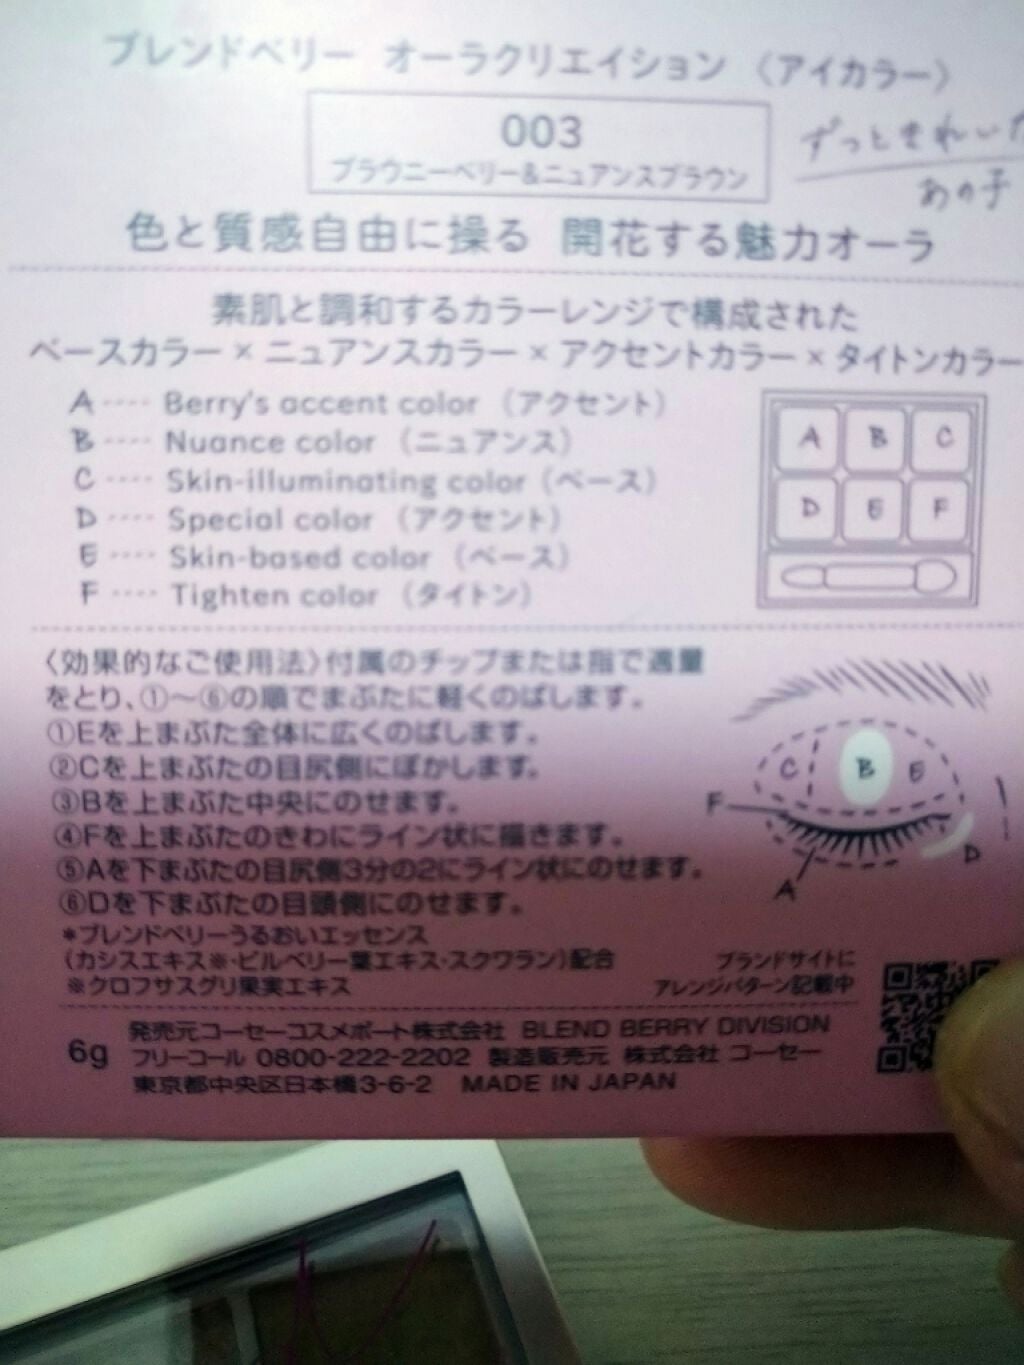 ブレンドベリー オーラクリエイション 〈アイカラー〉
003
ブラウニーベリー&ニュアンスブラウン
ずっときれいな
あの子
色と質感自由に操る 開花する魅力オーラ
素肌と調和するカラーレンジで構成された
ベースカラー×ニュアンスカラー×アクセントカラー×タイトンカラー
A ···· Berry's accent color (アクセント)
B ···· Nuance color (ニュアンス)
C ···· Skin-illuminating color (ベース)
D ···· Special color (アクセント)
E ···· Skin-based color (ベース)
F ···· Tighten color (タイトン)
A B C
D E F
〈効果的なご使用法〉付属のチップまたは指で適量
をとり、①〜⑥の順でまぶたに軽くのばします。
①Eを上まぶた全体に広くのばします。
②Cを上まぶたの目尻側にぼかします。
③Bを上まぶた中央にのせます。
④Fを上まぶたのきわにライン状に描きます。
⑤Aを下まぶたの目尻側3分の2にライン状にのせます。
⑥Dを下まぶたの目頭側にのせます。
C B E
F
D
A
*ブレンドベリーうるおいエッセンス
(カシスエキス※・ビルベリー葉エキス・スクワラン)配合
※クロフサスグリ果実エキス
ブランドサイトに
アレンジパターン記載中
6g
発売元コーセーコスメポート株式会社 BLEND BERRY DIVISION
フリーコール 0800-222-2202 製造販売元 株式会社 コーセー
東京都中央区日本橋3-6-2 MADE IN JAPAN